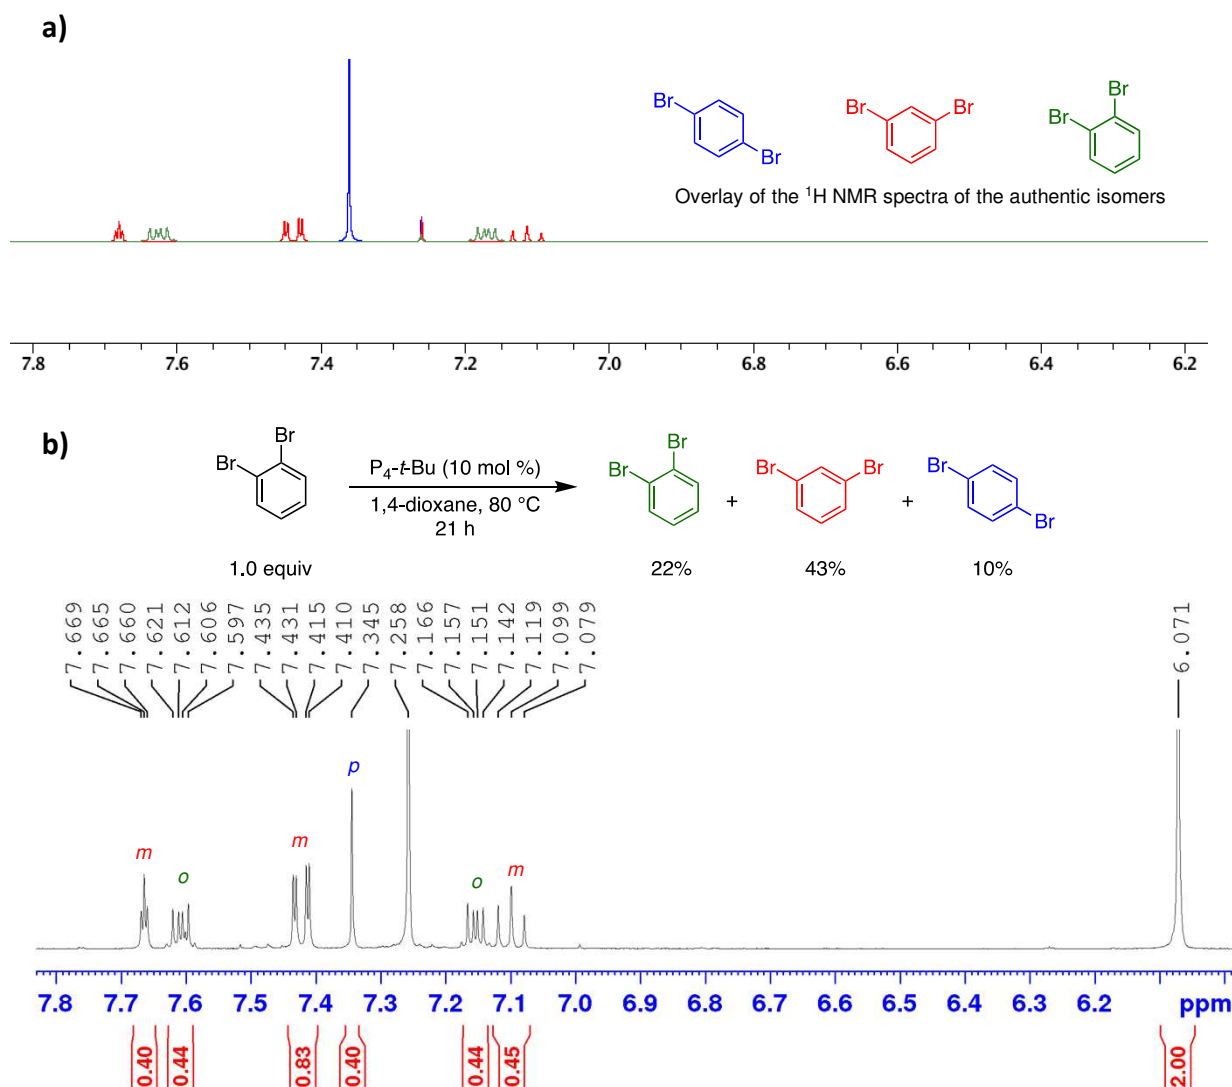 a)
Br
Br
Br
Br
Br
Br
Overlay of the ¹H NMR spectra of the authentic isomers
7.8 7.6 7.4 7.2 7.0 6.8 6.6 6.4 6.2
b)
Br
Br
P₄-t-Bu (10 mol %)
1,4-dioxane, 80 °C
21 h
Br
Br
+
Br
Br
+
Br
Br
1.0 equiv
22%
43%
10%
7.669
7.665
7.660
7.621
7.612
7.606
7.597
7.435
7.431
7.415
7.410
7.345
7.258
7.166
7.157
7.151
7.142
7.119
7.099
7.079
6.071
p
m
o
m
o
m
7.8 7.7 7.6 7.5 7.4 7.3 7.2 7.1 7.0 6.9 6.8 6.7 6.6 6.5 6.4 6.3 6.2 ppm
0.40
0.44
0.83
0.40
0.44
0.45
2.00